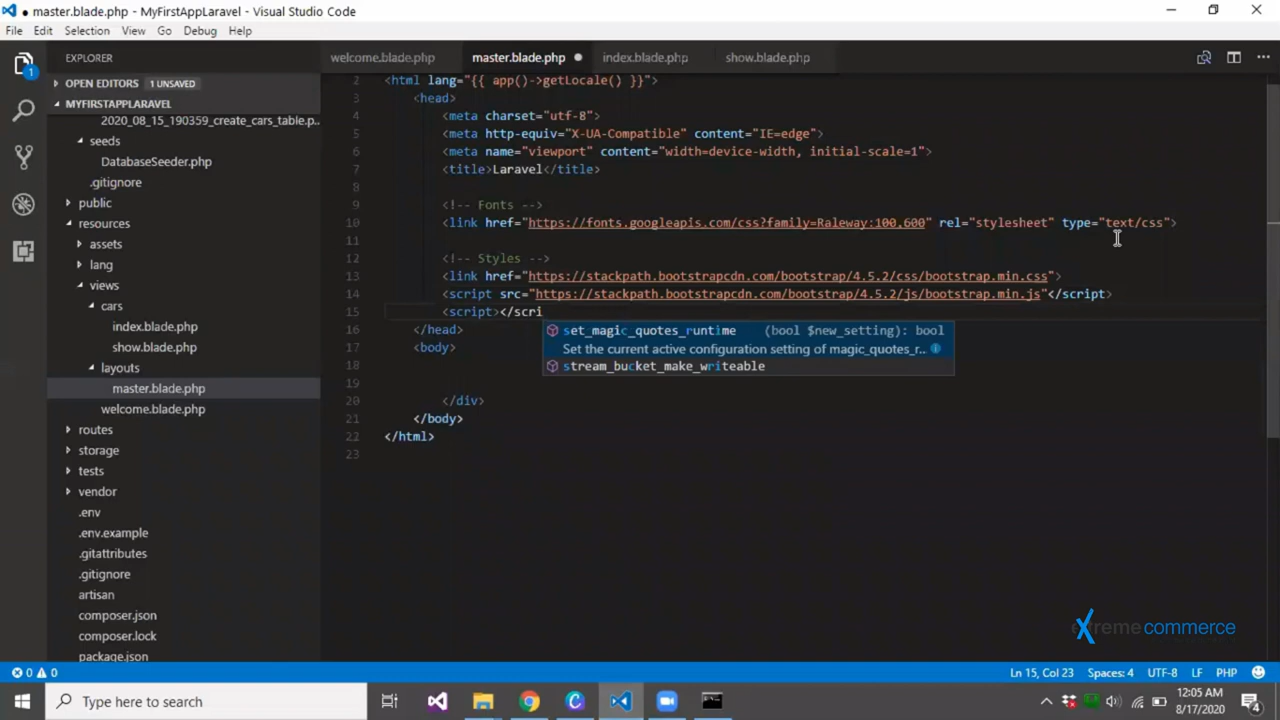 ● master.blade.php - MyFirstAppLaravel - Visual Studio Code
File Edit Selection View Go Debug Help
EXPLORER
1
OPEN EDITORS 1 UNSAVED
MYFIRSTAPPLARAVEL
2020_08_15_190359_create_cars_table.p...
seeds
DatabaseSeeder.php
.gitignore
public
resources
assets
lang
views
cars
index.blade.php
show.blade.php
layouts
master.blade.php
welcome.blade.php
routes
storage
tests
vendor
.env
.env.example
.gitattributes
.gitignore
artisan
composer.json
composer.lock
package.json
welcome.blade.php master.blade.php ● index.blade.php show.blade.php
2 <html lang="{{ app()->getLocale() }}">
3 <head>
4 <meta charset="utf-8">
5 <meta http-equiv="X-UA-Compatible" content="IE=edge">
6 <meta name="viewport" content="width=device-width, initial-scale=1">
7 <title>Laravel</title>
8
9 <!-- Fonts -->
10 <link href="https://fonts.googleapis.com/css?family=Raleway:100,600" rel="stylesheet" type="text/css">
11
12 <!-- Styles -->
13 <link href="https://stackpath.bootstrapcdn.com/bootstrap/4.5.2/css/bootstrap.min.css">
14 <script src="https://stackpath.bootstrapcdn.com/bootstrap/4.5.2/js/bootstrap.min.js"</script>
15 <script></scri
16 </head>
17 <body>
18
19
20 </div>
21 </body>
22 </html>
23
set_magic_quotes_runtime (bool $new_setting): bool
Set the current active configuration setting of magic_quotes_r...
stream_bucket_make_writeable
extreme commerce
0 0
Ln 15, Col 23 Spaces: 4 UTF-8 LF PHP
Type here to search
12:05 AM
8/17/2020
4